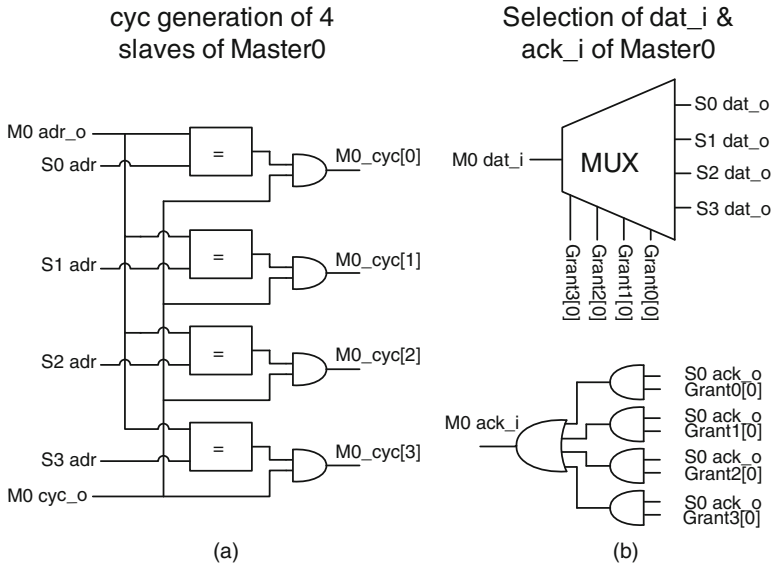 cyc generation of 4
slaves of Master0
M0 adr_o
S0 adr
=
M0_cyc[0]
S1 adr
=
M0_cyc[1]
S2 adr
=
M0_cyc[2]
S3 adr
=
M0_cyc[3]
M0 cyc_o
(a)
Selection of dat_i &
ack_i of Master0
M0 dat_i
MUX
S0 dat_o
S1 dat_o
S2 dat_o
S3 dat_o
Grant3[0]
Grant2[0]
Grant1[0]
Grant0[0]
M0 ack_i
S0 ack_o
Grant0[0]
S0 ack_o
Grant1[0]
S0 ack_o
Grant2[0]
S0 ack_o
Grant3[0]
(b)